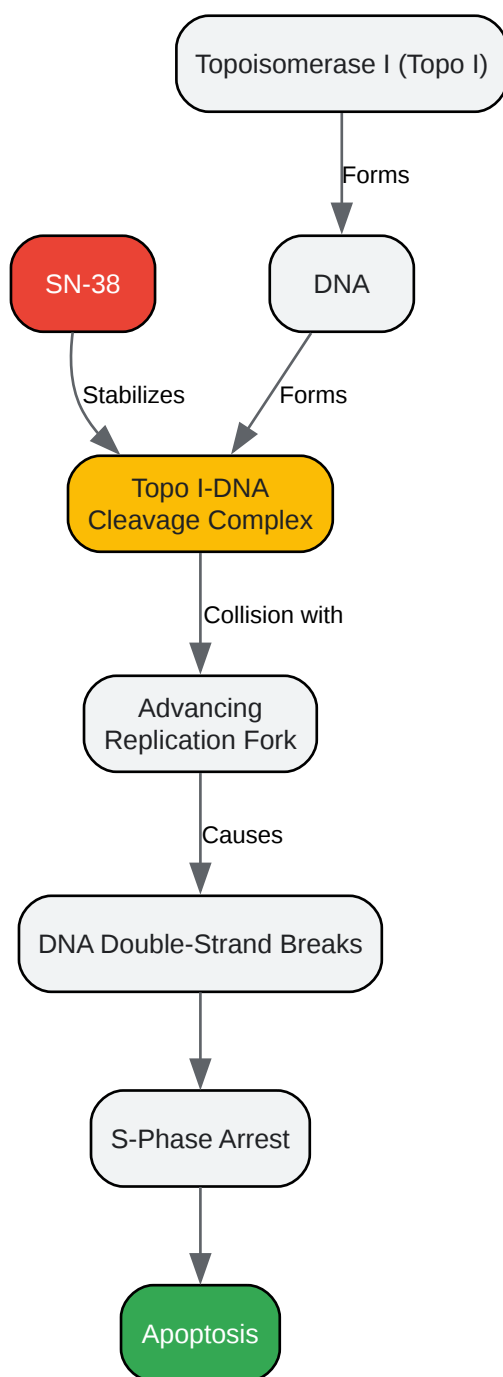 Topoisomerase I (Topo I)
Forms
SN-38
DNA
Stabilizes
Forms
Topo I-DNA
Cleavage Complex
Collision with
Advancing
Replication Fork
Causes
DNA Double-Strand Breaks
S-Phase Arrest
Apoptosis